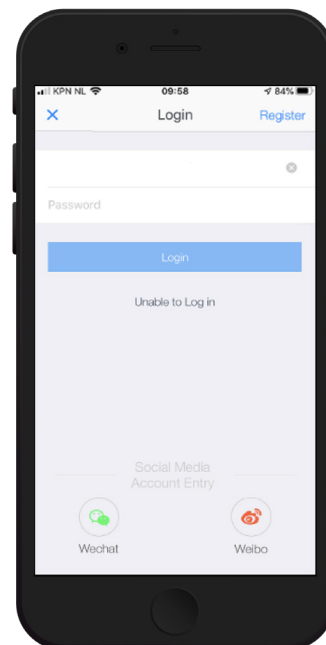 KPN NL 09:58 84%
Login Register
Password
Login
Unable to Log in
Social Media
Account Entry
Wechat Weibo